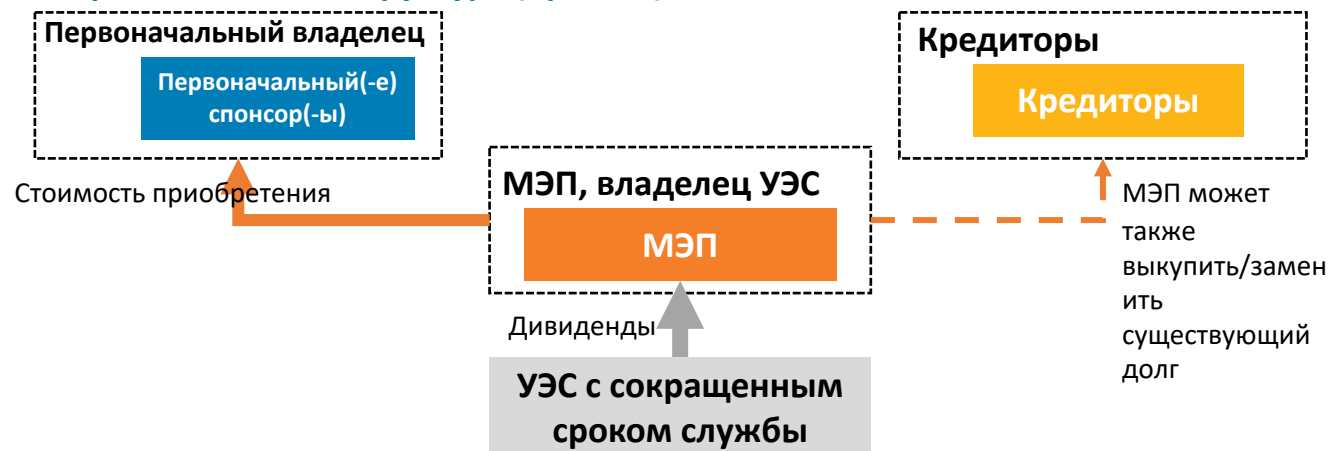 Первоначальный владелец
Первоначальный(-е)
спонсор(-ы)
Кредиторы
Кредиторы
Стоимость приобретения
МЭП, владелец УЭС
МЭП
МЭП может
также
выкупить/замен
ить
существующий
долг
Дивиденды
УЭС с сокращенным
сроком службы